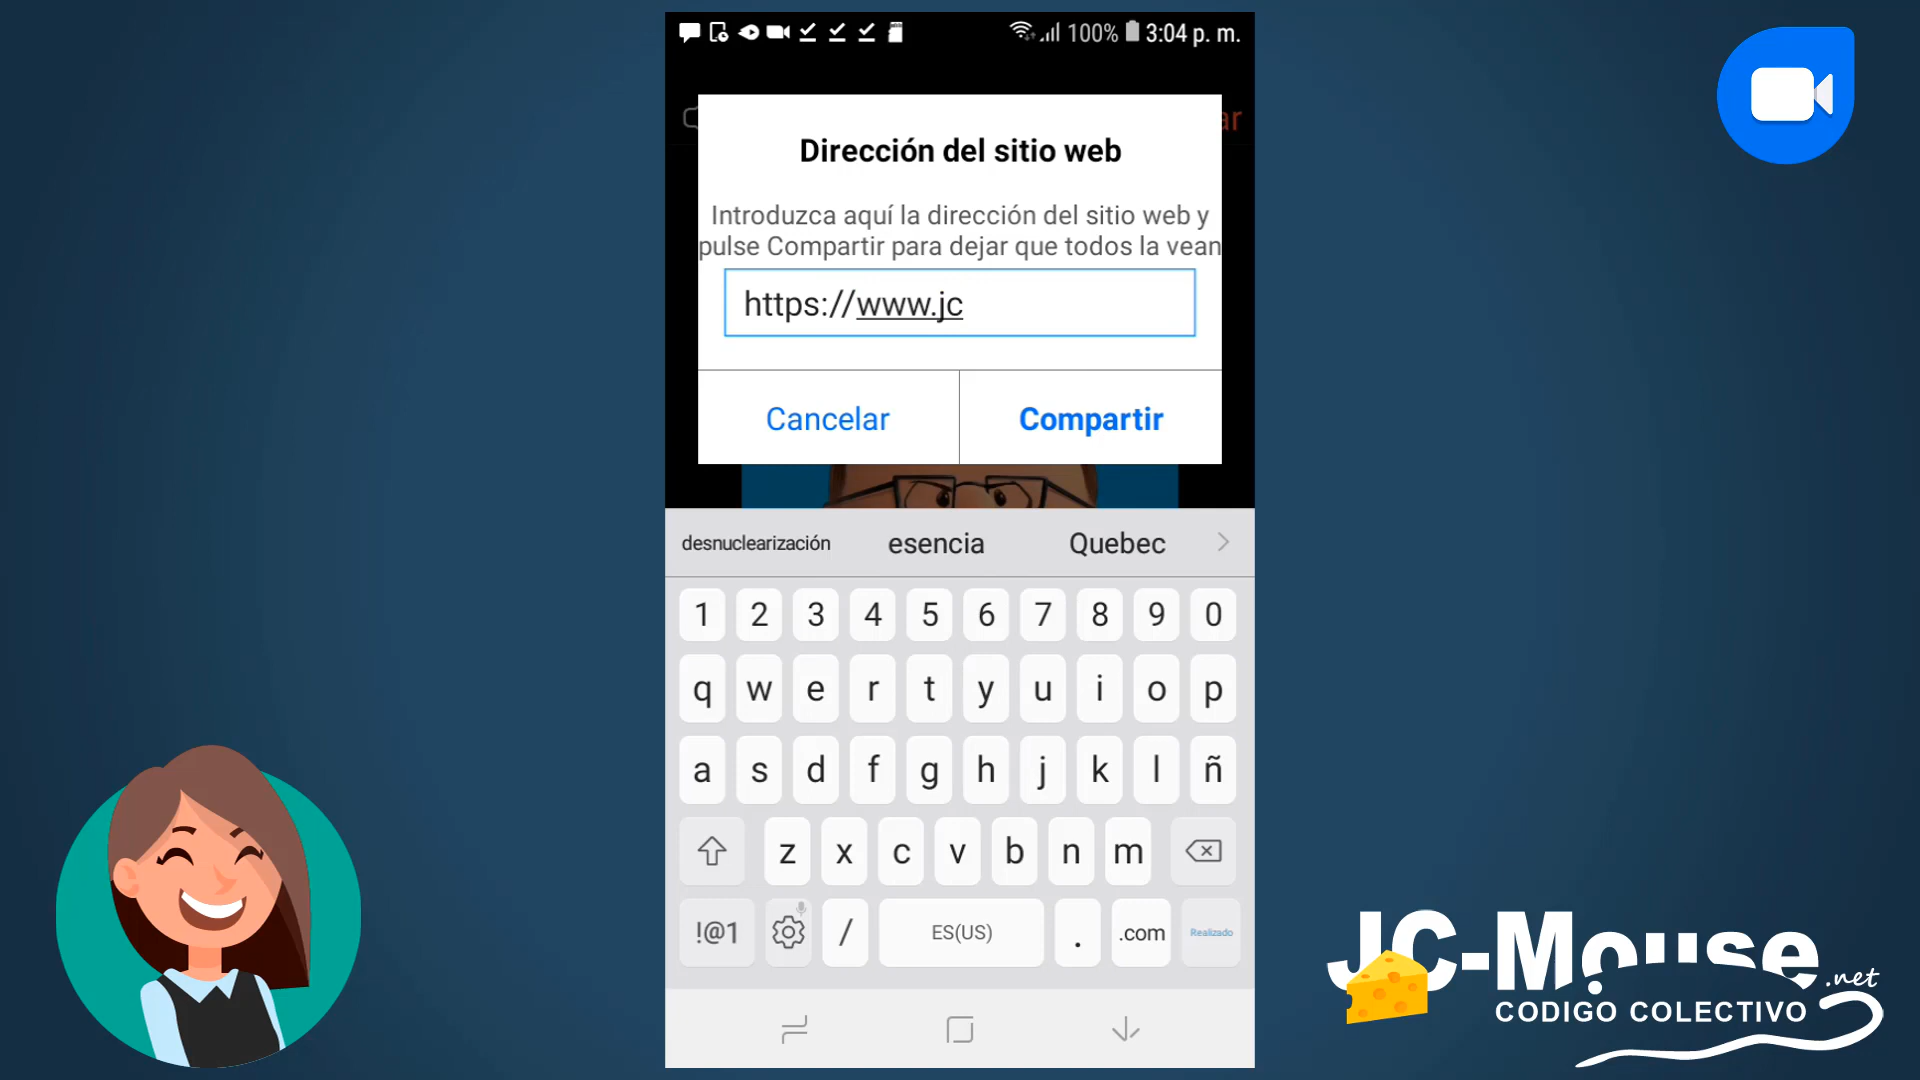 100% 3:04 p. m.
ar
Dirección del sitio web
Introduzca aquí la dirección del sitio web y
pulse Compartir para dejar que todos la vean
https://www.jc
Cancelar Compartir
desnuclearización esencia Quebec
1 2 3 4 5 6 7 8 9 0
q w e r t y u i o p
a s d f g h j k l ñ
z x c v b n m
!@1 / ES(US) . .com Realizado
JC-Mouse.net
CODIGO COLECTIVO